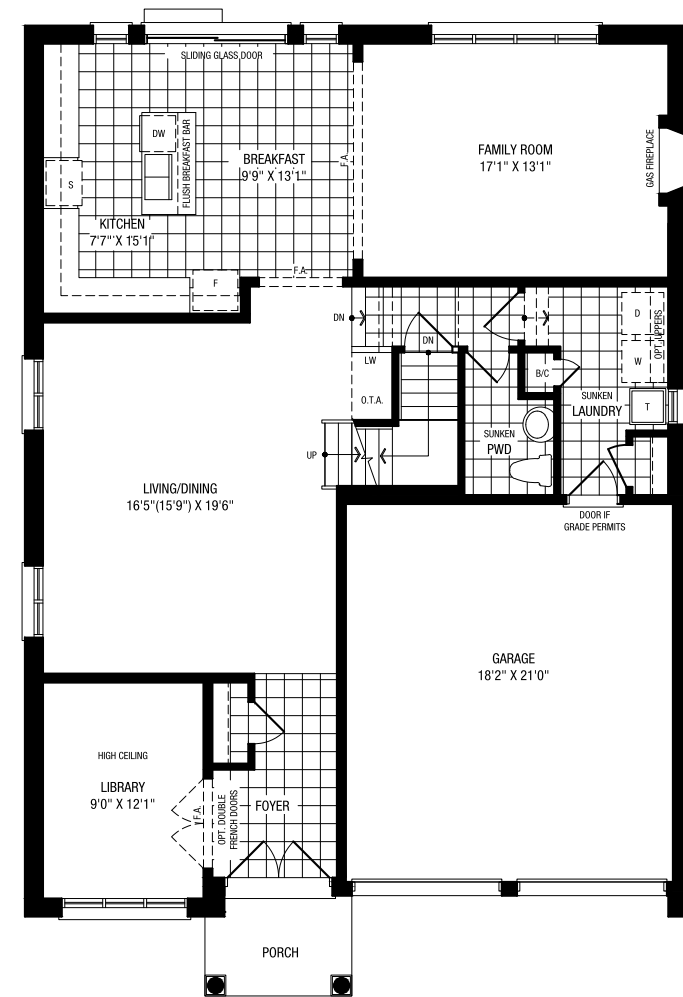 SLIDING GLASS DOOR
DW
FLUSH BREAKFAST BAR
BREAKFAST
9'9" X 13'1"
F.A.
FAMILY ROOM
17'1" X 13'1"
GAS FIREPLACE
S
KITCHEN
7'7" X 15'1"
F
F.A.
DN
DN
LW
O.T.A.
UP
D
W
OPT. UPPERS
B/C
T
SUNKEN
LAUNDRY
SUNKEN
PWD
DOOR IF
GRADE PERMITS
LIVING/DINING
16'5"(15'9") X 19'6"
GARAGE
18'2" X 21'0"
HIGH CEILING
LIBRARY
9'0" X 12'1"
F.A.
OPT. DOUBLE
FRENCH DOORS
FOYER
PORCH